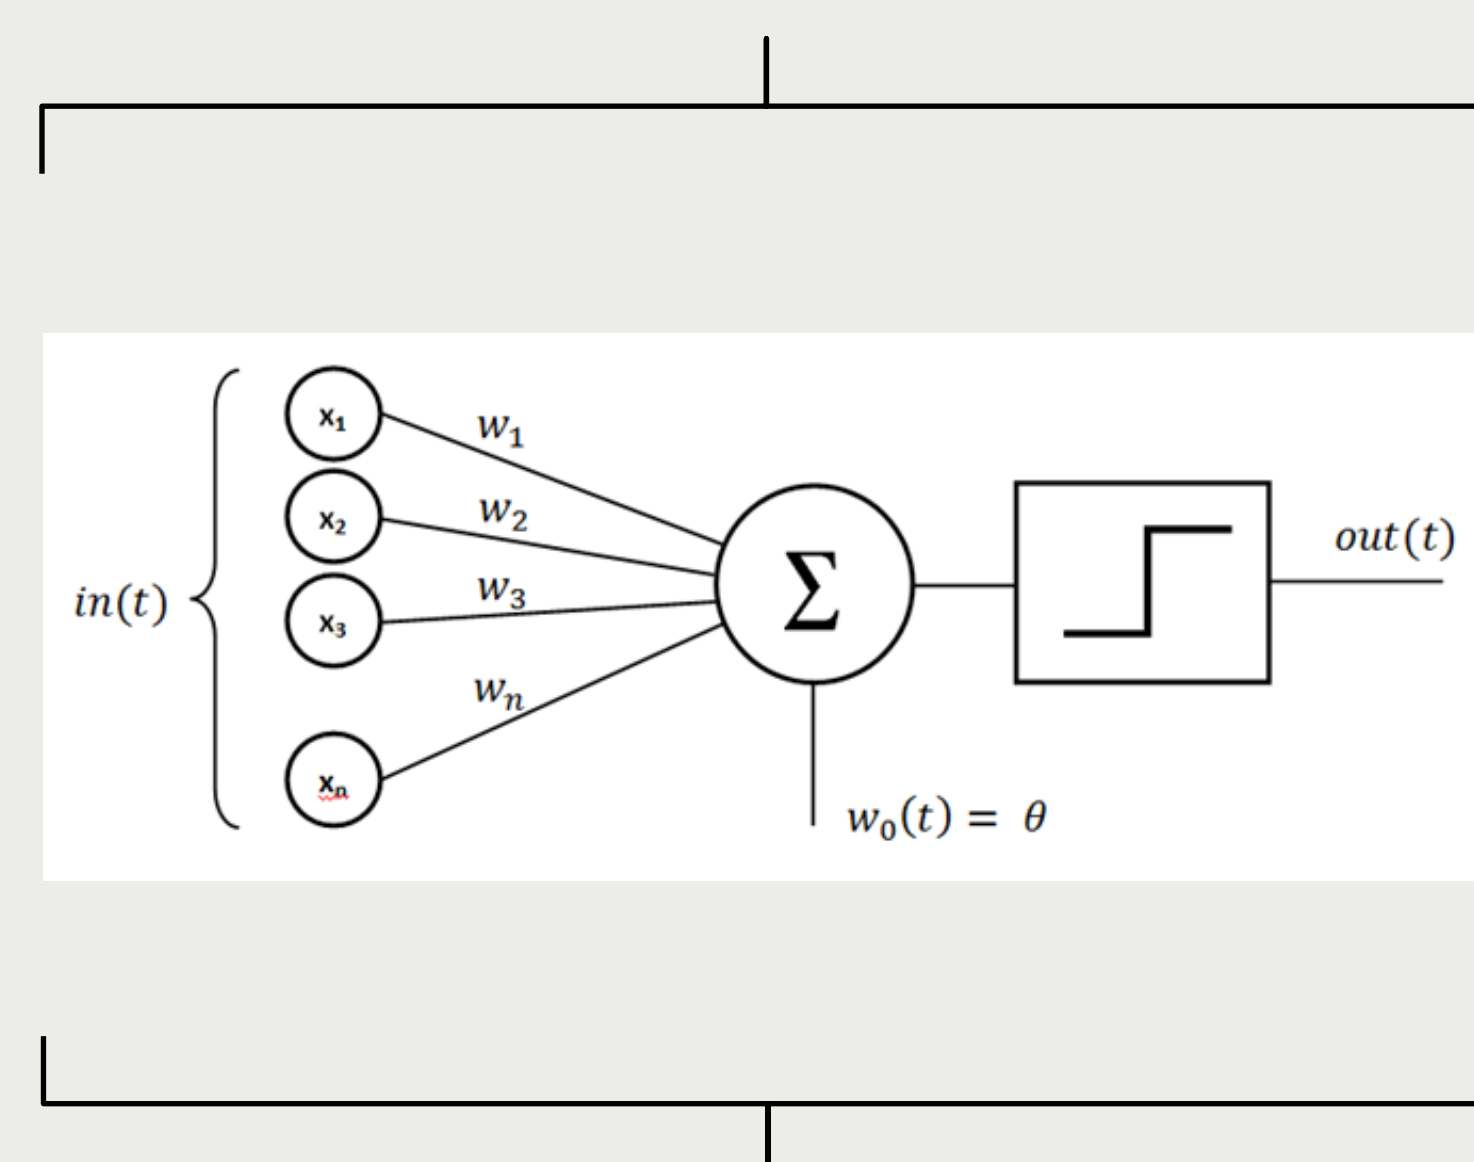 x₁
w₁
x₂
w₂
x₃
w₃
xₙ
wₙ
in(t)
Σ
out(t)
w₀(t) = θ